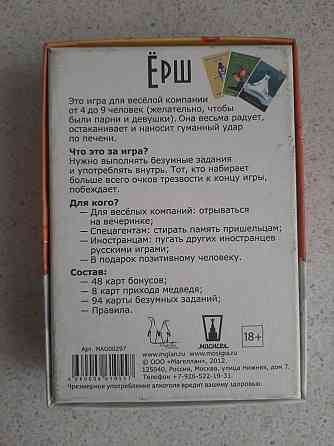 ЁРШ
Это игра для весёлой компании
от 4 до 9 человек (желательно, чтобы
были парни и девушки). Она весьма радует,
остаканивает и наносит гуманный удар
по печени.
Что это за игра?
Нужно выполнять безумные задания
и употреблять внутрь. Тот, кто набирает
больше всего очков трезвости к концу игры,
побеждает.
Для кого?
— Для весёлых компаний: отрываться
на вечеринке;
— Спецагентам: стирать память пришельцам;
— Иностранцам: пугать других иностранцев
русскими играми;
— В подарок позитивному человеку.
Состав:
— 48 карт бонусов;
— 8 карт прихода медведя;
— 94 карты безумных заданий;
— Правила.
Арт. MAG00297
МОСИГРА
18+
www.mglan.ru, www.mosigra.ru
© ООО «Магеллан», 2012.
125040, Россия, Москва, улица Нижняя, дом 7.
Телефон +7-926-522-19-31.
Чрезмерное употребление алкоголя вредит вашему здоровью.